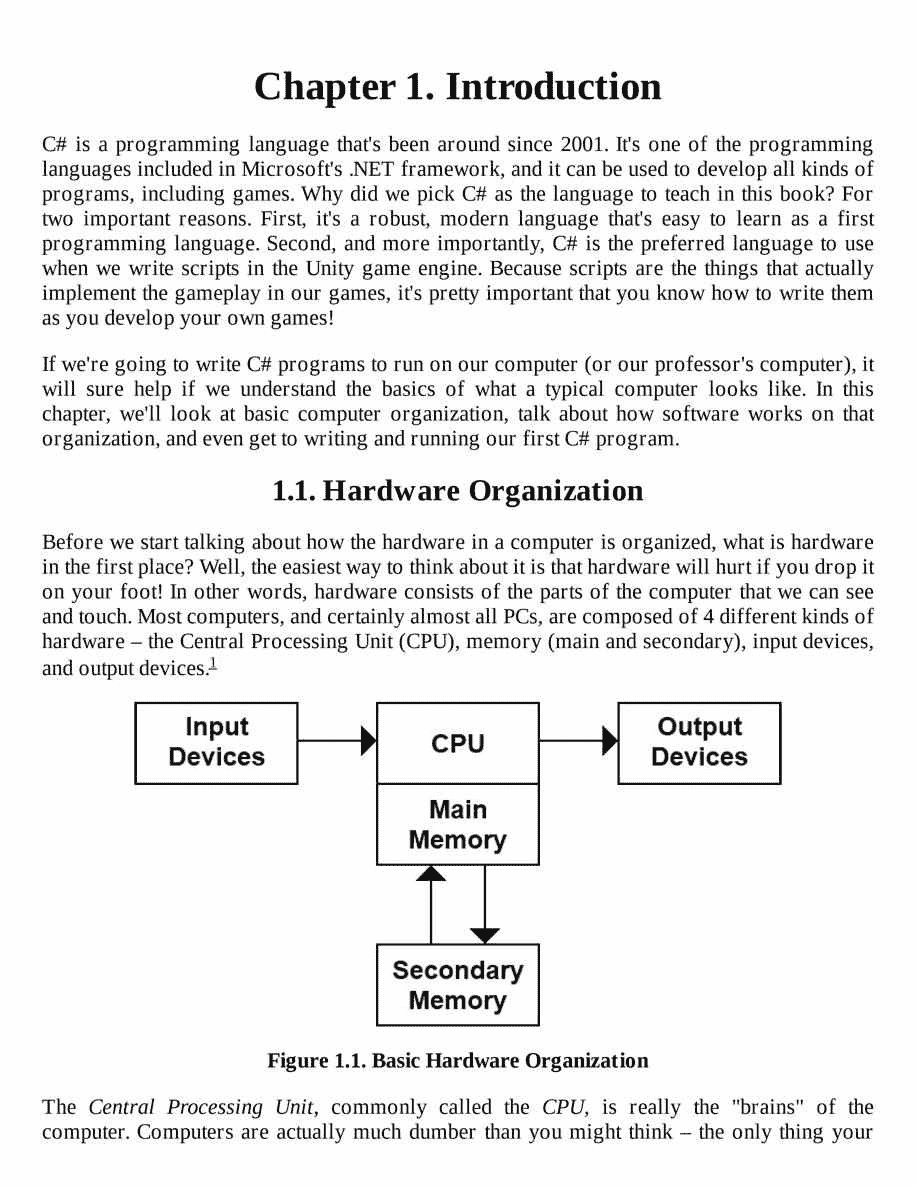 Chapter 1. Introduction
C# is a programming language that's been around since 2001. It's one of the programming
languages included in Microsoft's .NET framework, and it can be used to develop all kinds of
programs, including games. Why did we pick C# as the language to teach in this book? For
two important reasons. First, it's a robust, modern language that's easy to learn as a first
programming language. Second, and more importantly, C# is the preferred language to use
when we write scripts in the Unity game engine. Because scripts are the things that actually
implement the gameplay in our games, it's pretty important that you know how to write them
as you develop your own games!
If we're going to write C# programs to run on our computer (or our professor's computer), it
will sure help if we understand the basics of what a typical computer looks like. In this
chapter, we'll look at basic computer organization, talk about how software works on that
organization, and even get to writing and running our first C# program.
1.1. Hardware Organization
Before we start talking about how the hardware in a computer is organized, what is hardware
in the first place? Well, the easiest way to think about it is that hardware will hurt if you drop it
on your foot! In other words, hardware consists of the parts of the computer that we can see
and touch. Most computers, and certainly almost all PCs, are composed of 4 different kinds of
hardware – the Central Processing Unit (CPU), memory (main and secondary), input devices,
and output devices.1
Input
Devices
CPU
Output
Devices
Main
Memory
Secondary
Memory
Figure 1.1. Basic Hardware Organization
The Central Processing Unit, commonly called the CPU, is really the "brains" of the
computer. Computers are actually much dumber than you might think – the only thing your